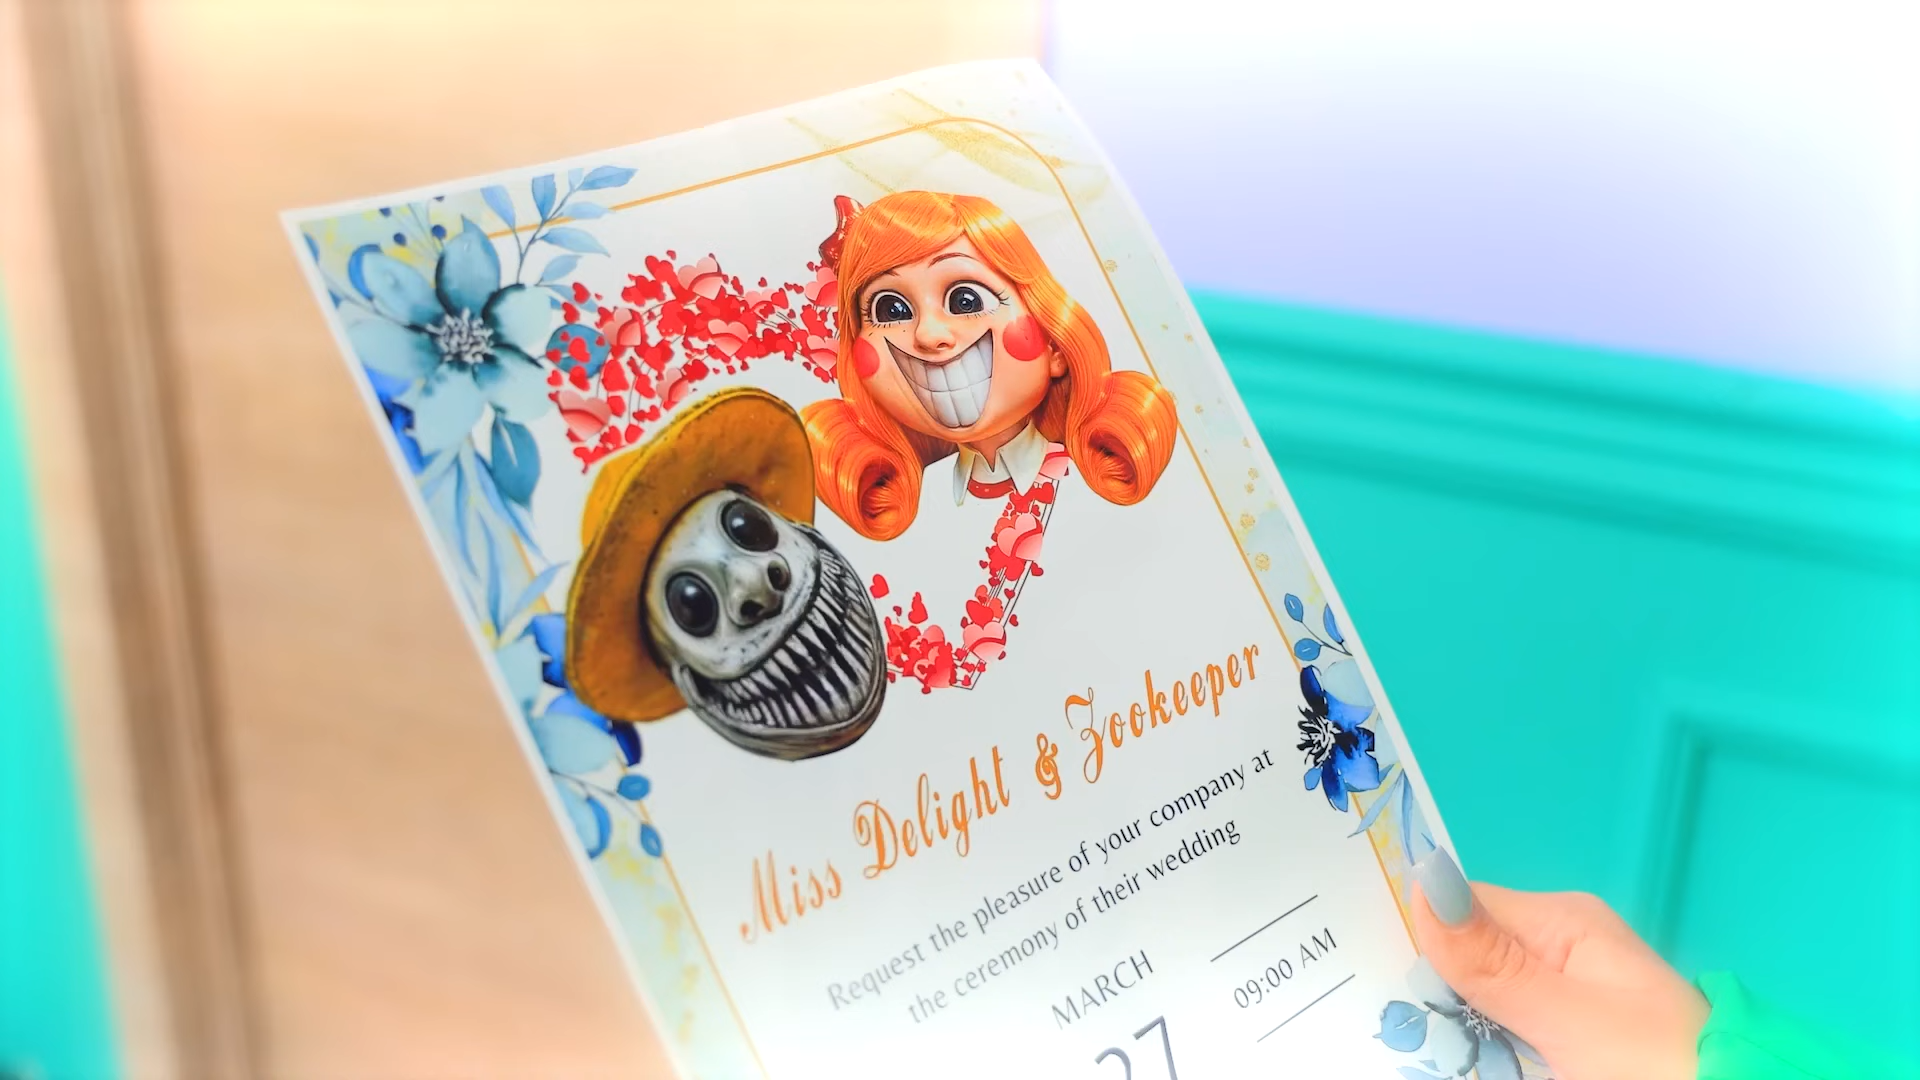 Miss Delight & Zookeeper
Request the pleasure of your company at
the ceremony of their wedding
MARCH
27
09:00 AM